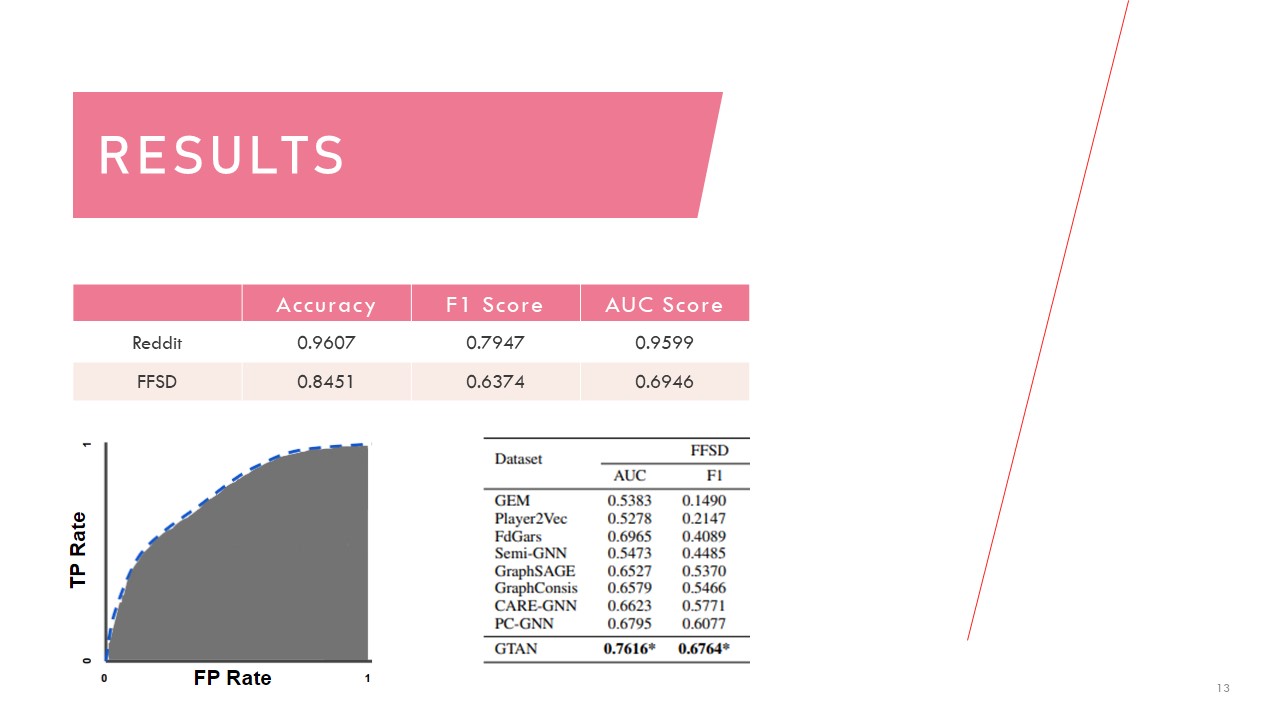 RESULTS
Accuracy F1 Score AUC Score
Reddit 0.9607 0.7947 0.9599
FFSD 0.8451 0.6374 0.6946
1
TP Rate
0
0 FP Rate 1
Dataset FFSD
AUC F1
GEM 0.5383 0.1490
Player2Vec 0.5278 0.2147
FdGars 0.6965 0.4089
Semi-GNN 0.5473 0.4485
GraphSAGE 0.6527 0.5370
GraphConsis 0.6579 0.5466
CARE-GNN 0.6623 0.5771
PC-GNN 0.6795 0.6077
GTAN 0.7616* 0.6764*
13